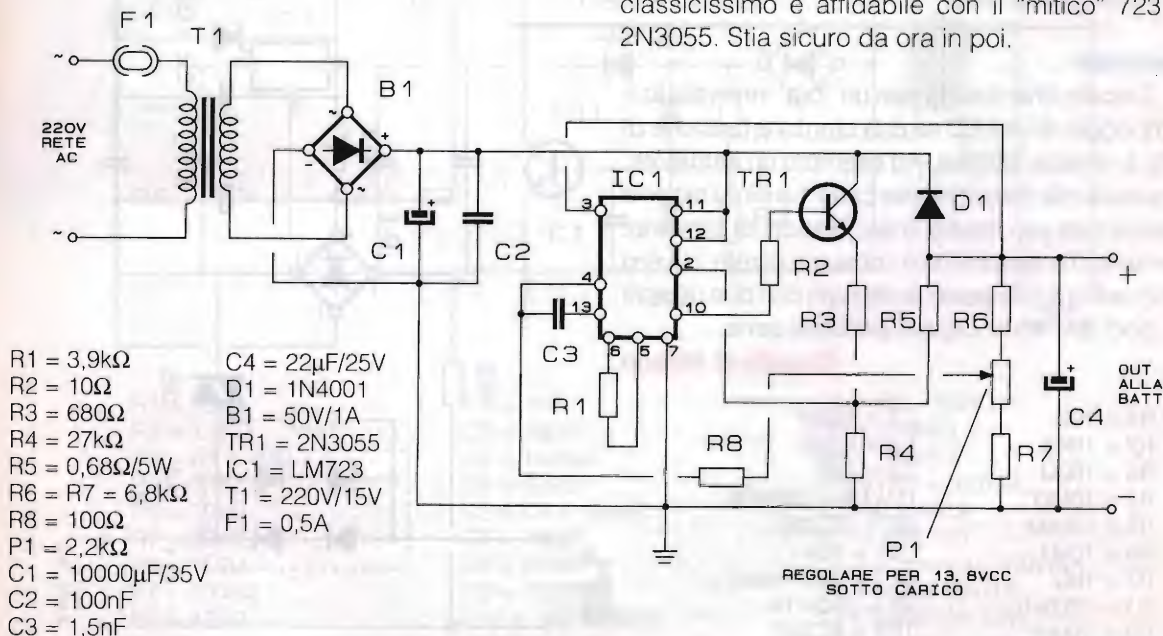 classicissimo e affidabile con il "mitico" 723
2N3055. Stia sicuro da ora in poi.
F1
T1
B1
~
220V
RETE
AC
~
~
-
+
~
C1
+
C2
IC1
3
4
13
6
5
7
11
12
2
10
C3
R1
R8
TR1
R2
R3
D1
R5
R6
R4
R7
C4
+
+
OUT
ALLA
BATT
-
P1
REGOLARE PER 13.8VCC
SOTTO CARICO
R1 = 3,9kΩ
R2 = 10Ω
R3 = 680Ω
R4 = 27kΩ
R5 = 0,68Ω/5W
R6 = R7 = 6,8kΩ
R8 = 100Ω
P1 = 2,2kΩ
C1 = 10000µF/35V
C2 = 100nF
C3 = 1,5nF
C4 = 22µF/25V
D1 = 1N4001
B1 = 50V/1A
TR1 = 2N3055
IC1 = LM723
T1 = 220V/15V
F1 = 0,5A